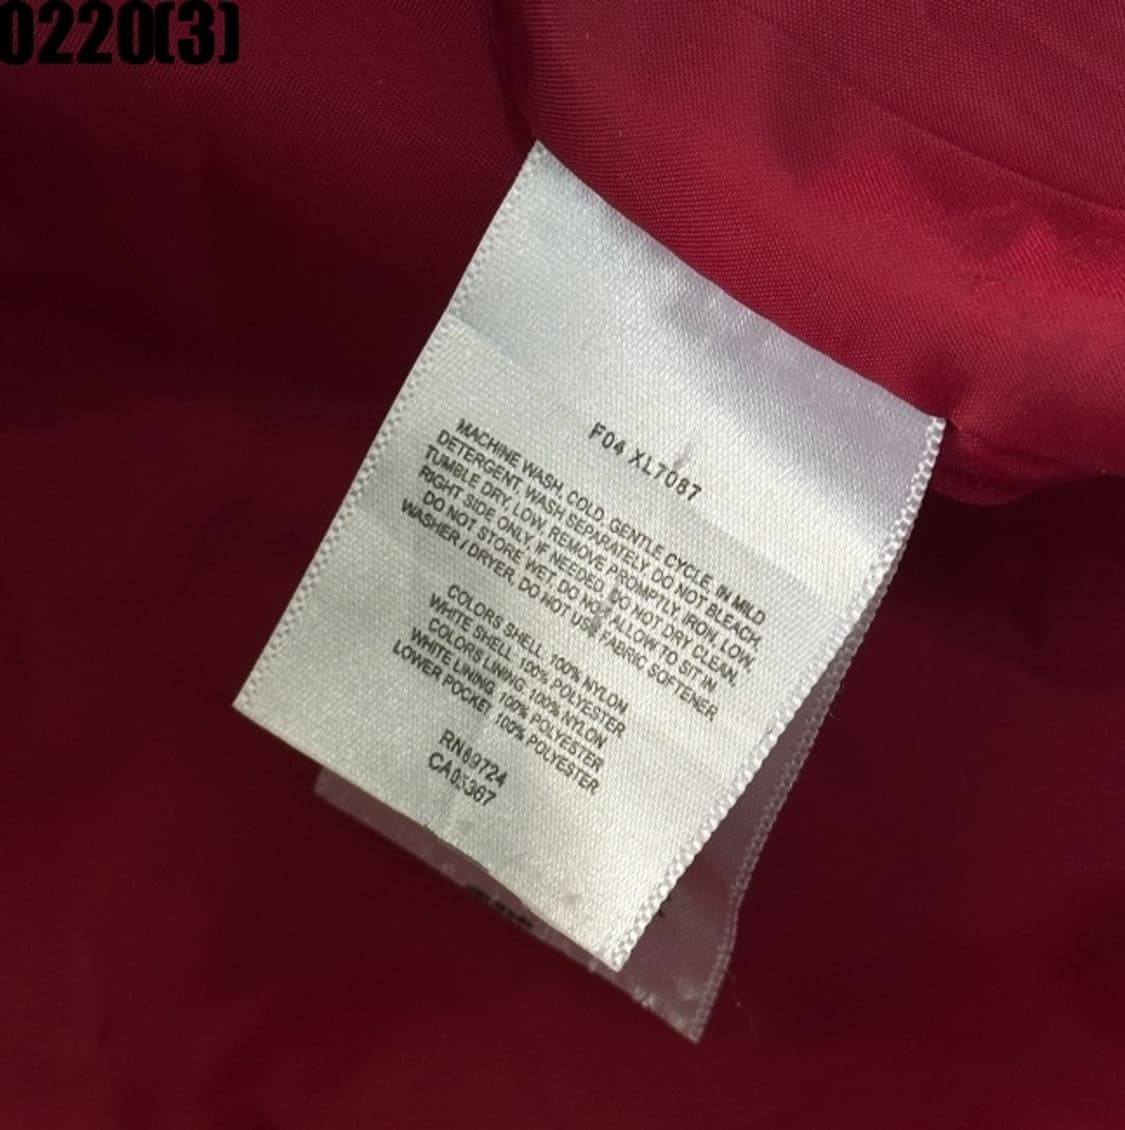 0220(3)
F04 XL7087
MACHINE WASH, COLD, GENTLE CYCLE, IN MILD
DETERGENT, WASH SEPARATELY, DO NOT BLEACH,
TUMBLE DRY, LOW, REMOVE PROMPTLY, IRON, LOW,
RIGHT SIDE ONLY, IF NEEDED, DO NOT DRY CLEAN,
DO NOT STORE WET, DO NOT ALLOW TO SIT IN
WASHER / DRYER, DO NOT USE FABRIC SOFTENER
COLORS SHELL 100% NYLON
WHITE SHELL 100% POLYESTER
COLORS LINING 100% NYLON
WHITE LINING 100% POLYESTER
LOWER POCKET 100% POLYESTER
RN69724
CA03367